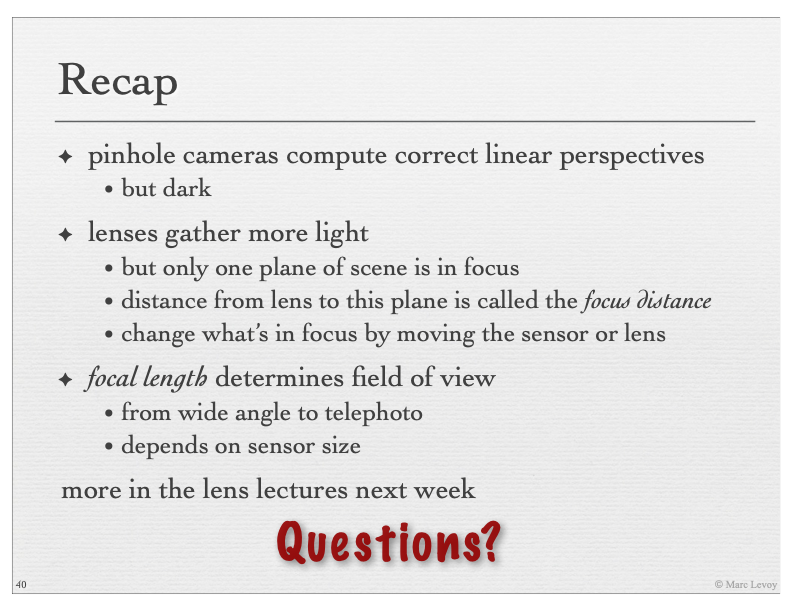 Recap
✦ pinhole cameras compute correct linear perspectives
• but dark
✦ lenses gather more light
• but only one plane of scene is in focus
• distance from lens to this plane is called the focus distance
• change what's in focus by moving the sensor or lens
✦ focal length determines field of view
• from wide angle to telephoto
• depends on sensor size
more in the lens lectures next week
Questions?
40
© Marc Levoy